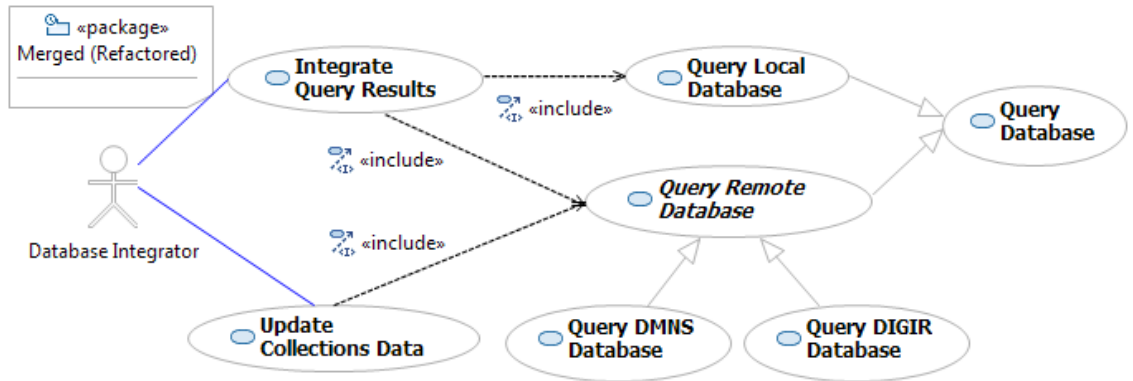 «package»
Merged (Refactored)
Integrate
Query Results
«include»
Query Local
Database
Query
Database
«include»
Query Remote
Database
«include»
Database Integrator
Update
Collections Data
Query DMNS
Database
Query DIGIR
Database